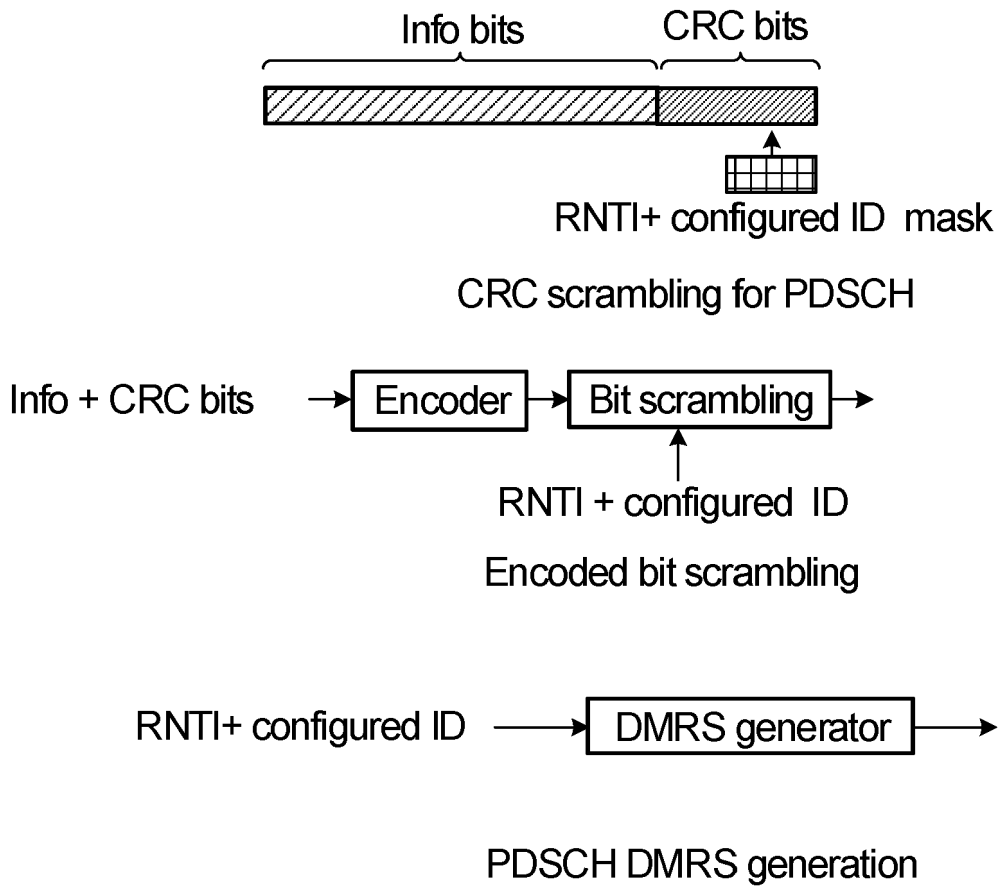 Info bits
CRC bits
RNTI+ configured ID mask
CRC scrambling for PDSCH
Info + CRC bits
Encoder
Bit scrambling
RNTI + configured ID
Encoded bit scrambling
RNTI+ configured ID
DMRS generator
PDSCH DMRS generation